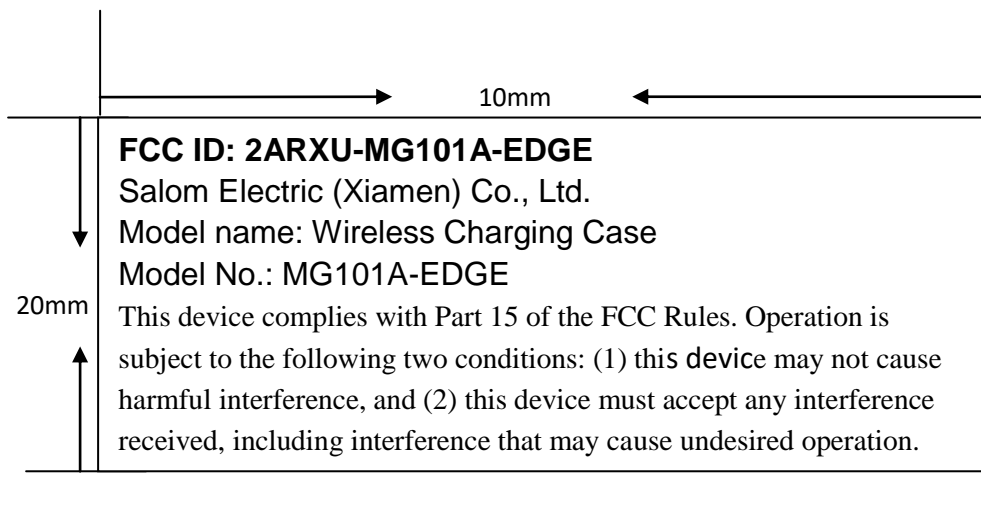 10mm
FCC ID: 2ARXU-MG101A-EDGE
Salom Electric (Xiamen) Co., Ltd.
Model name: Wireless Charging Case
Model No.: MG101A-EDGE
20mm
This device complies with Part 15 of the FCC Rules. Operation is
subject to the following two conditions: (1) this device may not cause
harmful interference, and (2) this device must accept any interference
received, including interference that may cause undesired operation.